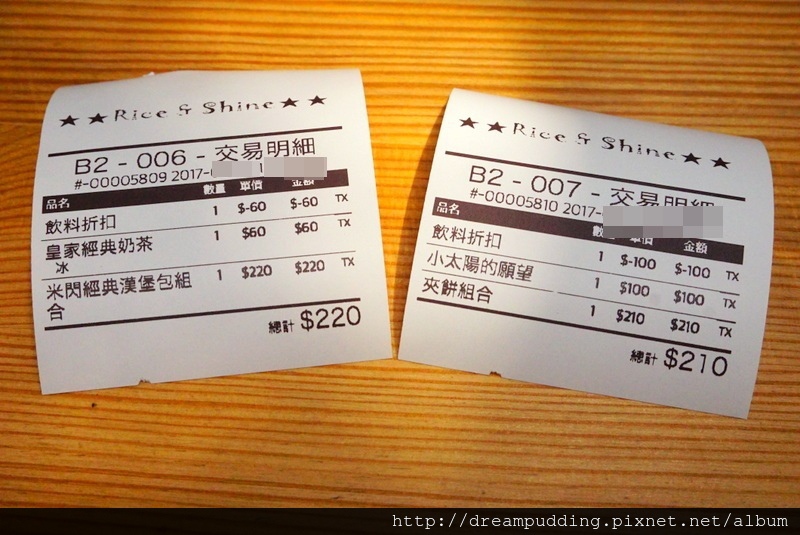 ★ ★ Rice & Shine ★ ★
B2 - 006 - 交易明細
#-00005809 2017-
品名 數量 單價 金額
飲料折扣 1 $-60 $-60 TX
皇家經典奶茶 1 $60 $60 TX
冰
米閃經典漢堡包組 1 $220 $220 TX
合
總計 $220
★ ★ Rice & Shine ★ ★
B2 - 007 - 交易明細
#-00005810 2017-
品名 單價 金額
飲料折扣 1 $-100 $-100 TX
小太陽的願望 1 $100 $100 TX
夾餅組合 1 $210 $210 TX
總計 $210
http://dreampudding.pixnet.net/album